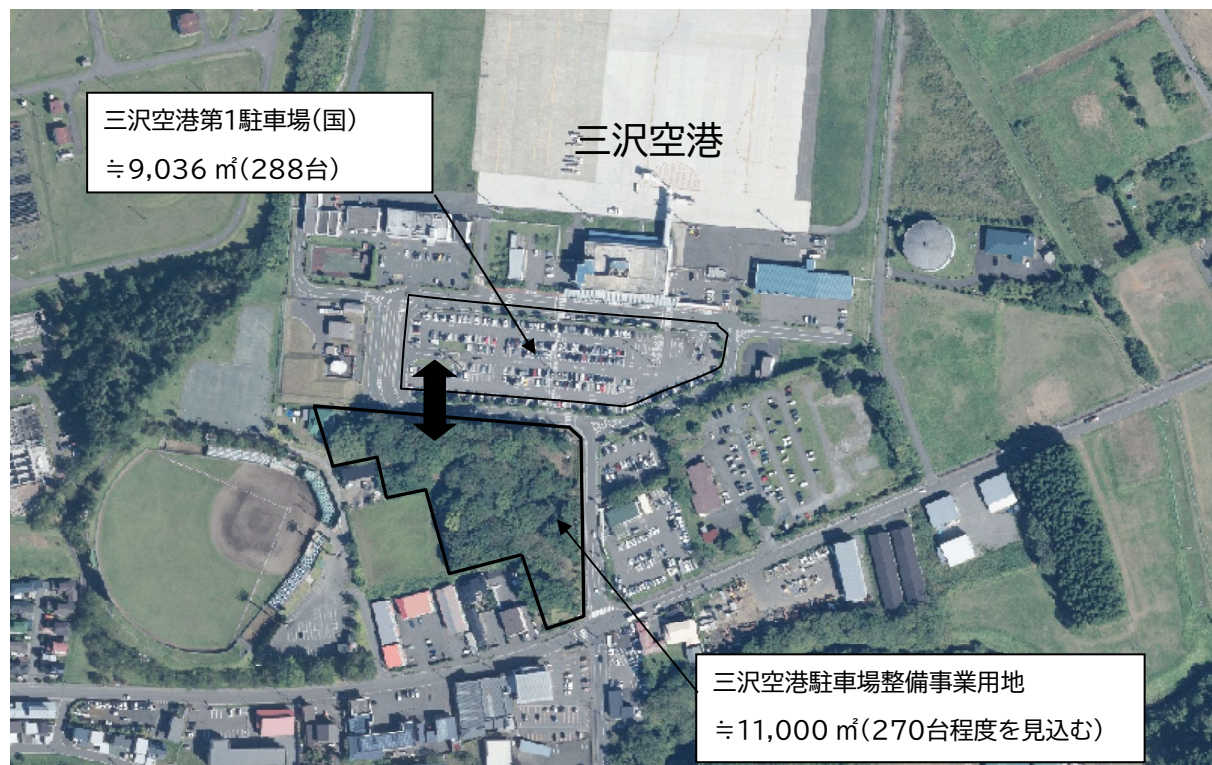 三沢空港第1駐車場(国)
≒9,036 ㎡(288台)
三沢空港
三沢空港駐車場整備事業用地
≒11,000 ㎡(270台程度を見込む)